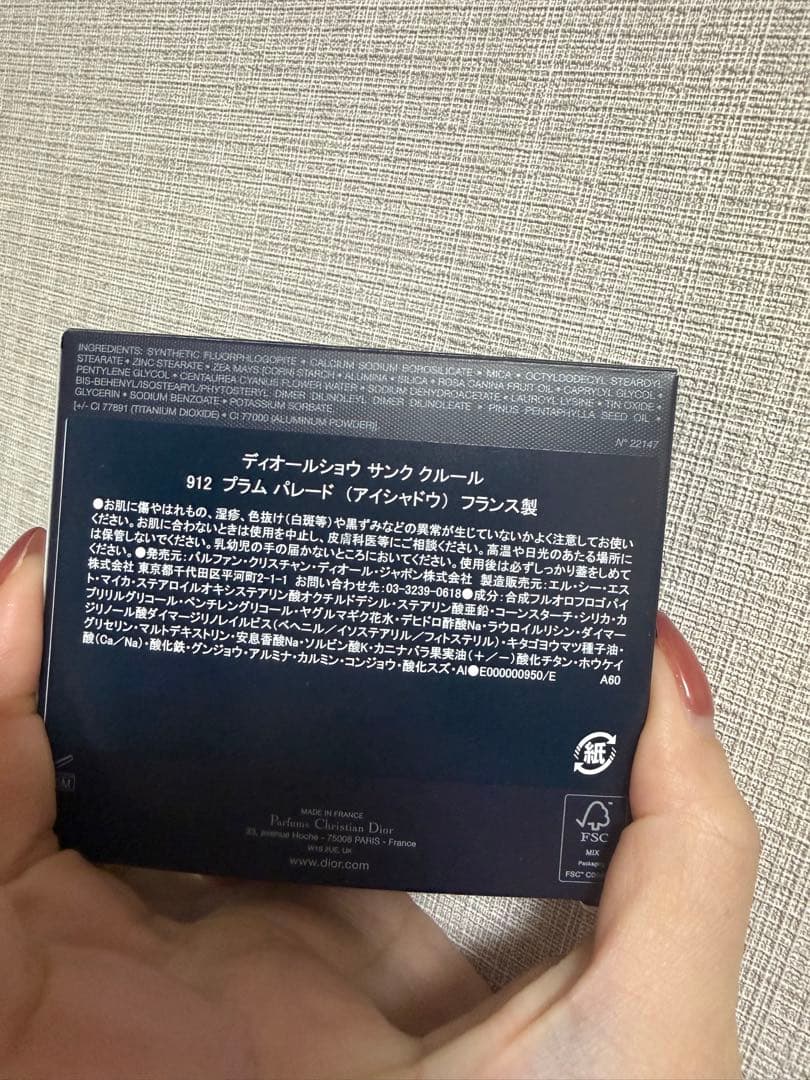 INGREDIENTS: SYNTHETIC FLUORPHLOGOPITE • CALCIUM SODIUM BOROSILICATE • MICA • OCTYLDODECYL STEAROYL
STEARATE • ZINC STEARATE • ZEA MAYS (CORN) STARCH • ALUMINA • SILICA • ROSA CANINA FRUIT OIL • CAPRYLYL GLYCOL •
PENTYLENE GLYCOL • CENTAUREA CYANUS FLOWER WATER • SODIUM DEHYDROACETATE • LAUROYL LYSINE • TIN OXIDE •
BIS-BEHENYL/ISOSTEARYL/PHYTOSTERYL DIMER DILINOLEYL DIMER DILINOLEATE • PINUS PENTAPHYLLA SEED OIL •
GLYCERIN • SODIUM BENZOATE • POTASSIUM SORBATE
[+/- CI 77891 (TITANIUM DIOXIDE) • CI 77000 (ALUMINUM POWDER)]
N° 22147
ディオールショウ サンク クルール
912 プラム パレード (アイシャドウ) フランス製
●お肌に傷やはれもの、湿疹、色抜け(白斑等)や黒ずみなどの異常が生じていないかよく注意してお使い
ください。お肌に合わないときは使用を中止し、皮膚科医等にご相談ください。高温や日光のあたる場所に
は保管しないでください。乳幼児の手の届かないところにおいてください。使用後は必ずしっかり蓋をしめて
ください。●発売元:パルファン・クリスチャン・ディオール・ジャポン株式会社 製造販売元:エル・シー・エス
株式会社 東京都千代田区平河町2-1-1 お問い合わせ先:03-3239-0618●成分:合成フルオロフロゴパイ
ト・マイカ・ステアロイルオキシステアリン酸オクチルドデシル・ステアリン酸亜鉛・コーンスターチ・シリカ・カ
プリリルグリコール・ペンチレングリコール・ヤグルマギク花水・デヒドロ酢酸Na・ラウロイルリシン・ダイマー
ジリノール酸ダイマージリノレイルビス(ベヘニル/イソステアリル/フィトステリル)・キタゴヨウマツ種子油・
グリセリン・マルトデキストリン・安息香酸Na・ソルビン酸K・カニナバラ果実油(+/−)酸化チタン・ホウケイ
酸(Ca/Na)・酸化鉄・グンジョウ・アルミナ・カルミン・コンジョウ・酸化スズ・Al●E000000950/E
A60
紙
MADE IN FRANCE
Parfums Christian Dior
33, avenue Hoche - 75008 PARIS - France
W1S 3UE, UK
www.dior.com
FSC
MIX
FSC™